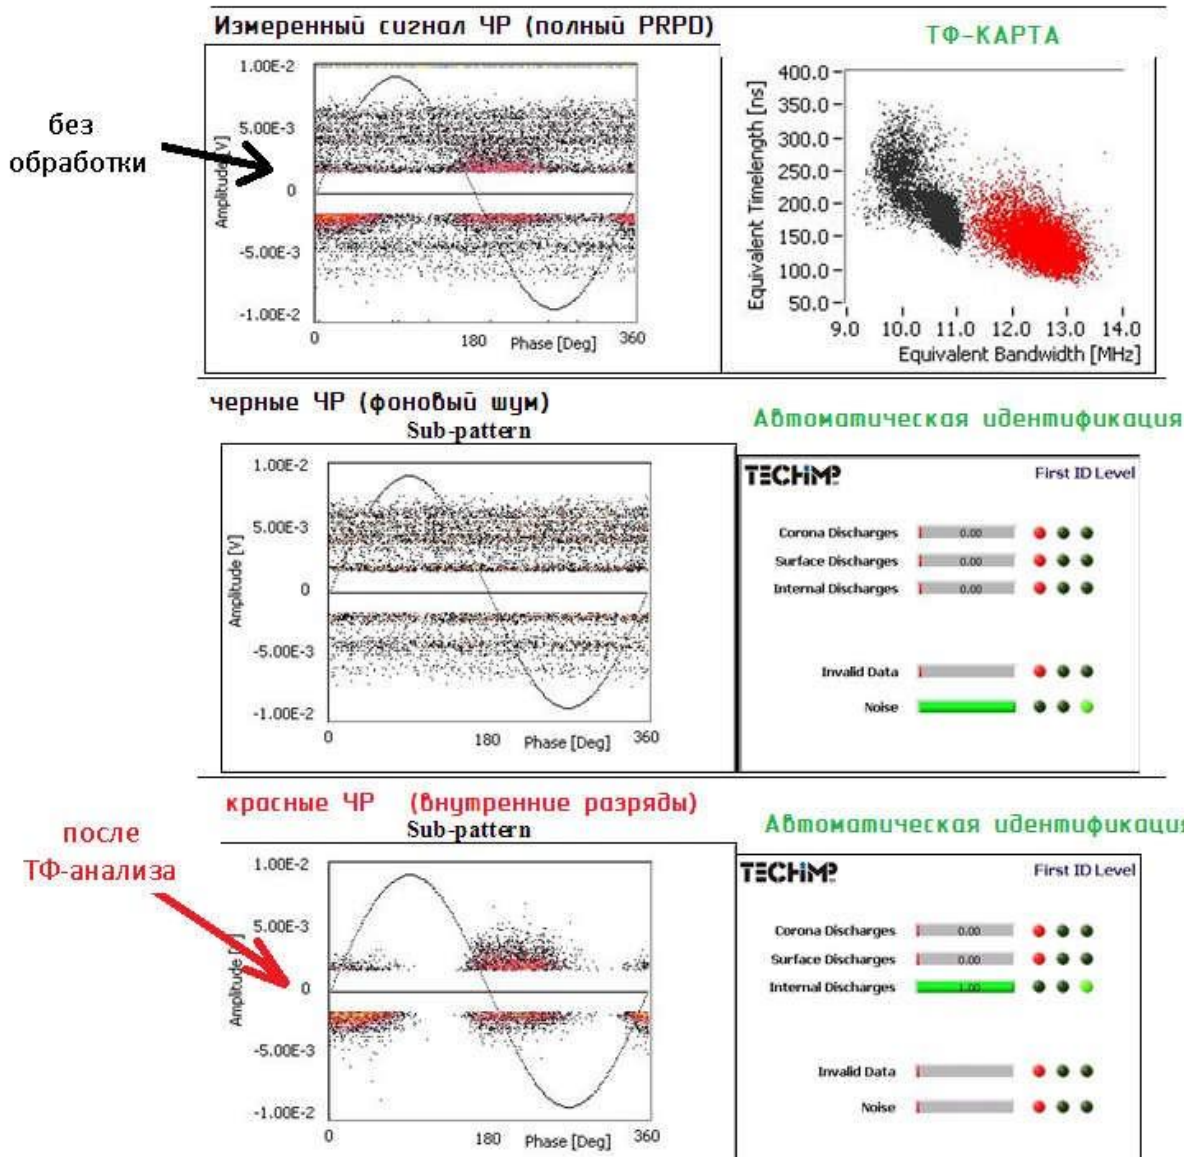 Измеренный сигнал ЧР (полный PRPD)
ТФ-КАРТА
без
обработки
1.00E-2
5.00E-3
0
-5.00E-3
-1.00E-2
Amplitude [V]
0
180
Phase [Deg]
360
400.0
350.0
300.0
250.0
200.0
150.0
100.0
50.0
Equivalent Timelength [ns]
9.0
10.0
11.0
12.0
13.0
14.0
Equivalent Bandwidth [MHz]
черные ЧР (фоновый шум)
Sub-pattern
Автоматическая идентификация
1.00E-2
5.00E-3
0
-5.00E-3
-1.00E-2
Amplitude [V]
0
180
Phase [Deg]
360
TECHIMP
First ID Level
Corona Discharges 0.00
Surface Discharges 0.00
Internal Discharges 0.00
Invalid Data
Noise
красные ЧР (внутренние разряды)
Sub-pattern
Автоматическая идентификация
после
ТФ-анализа
1.00E-2
5.00E-3
0
-5.00E-3
-1.00E-2
Amplitude
0
180
Phase [Deg]
360
TECHIMP
First ID Level
Corona Discharges 0.00
Surface Discharges 0.00
Internal Discharges 1.00
Invalid Data
Noise